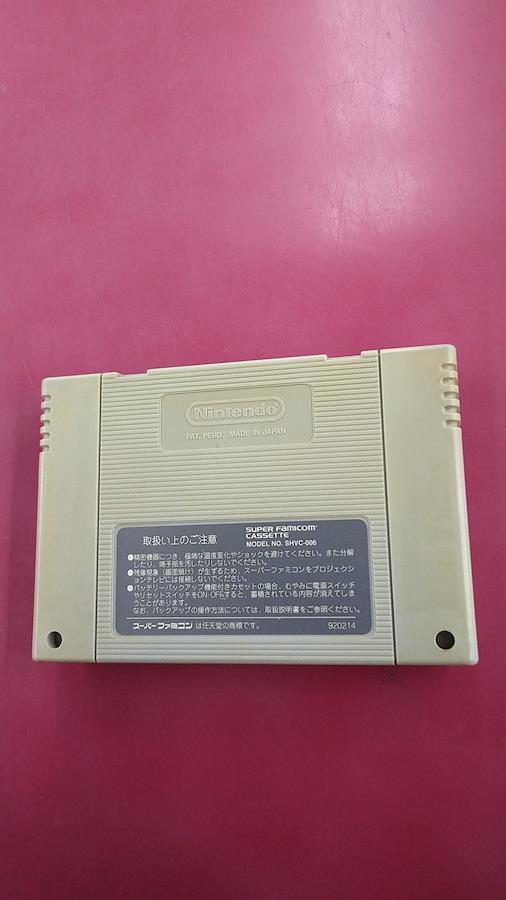 Nintendo
PAT. PEND. MADE IN JAPAN
取扱い上のご注意
SUPER FAMICOM
CASSETTE
MODEL NO. SHVC-006
●精密機器につき、極端な温度変化やショックを避けてください。また分解
したり、端子部を汚したりしないでください。
●残像現象（画面焼け）が生ずるため、スーパーファミコンをプロジェク
ションテレビには接続しないでください。
●バッテリーバックアップ機能付きカセットの場合、むやみに電源スイッチ
やリセットスイッチをON・OFFすると、蓄積されている内容が消えてしま
うことがあります。
なお、バックアップの操作方法については、取扱説明書をご参照ください。
スーパーファミコン は任天堂の商標です。
920214